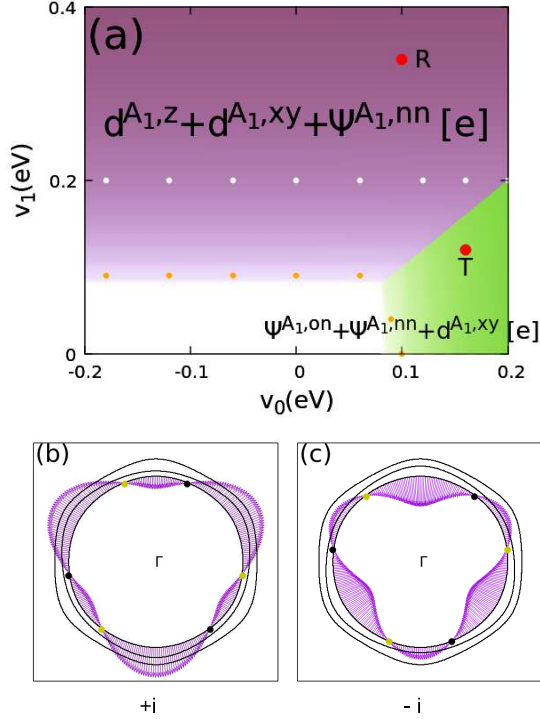 (a)
0.4
R
d^A₁,z+d^A₁,xy+Ψ^A₁,nn [e]
v₁(eV)
0.2
T
Ψ^A₁,on+Ψ^A₁,nn+d^A₁,xy [e]
0
-0.2 -0.1 0 0.1 0.2
v₀(eV)
(b) (c)
Γ Γ
+i - i